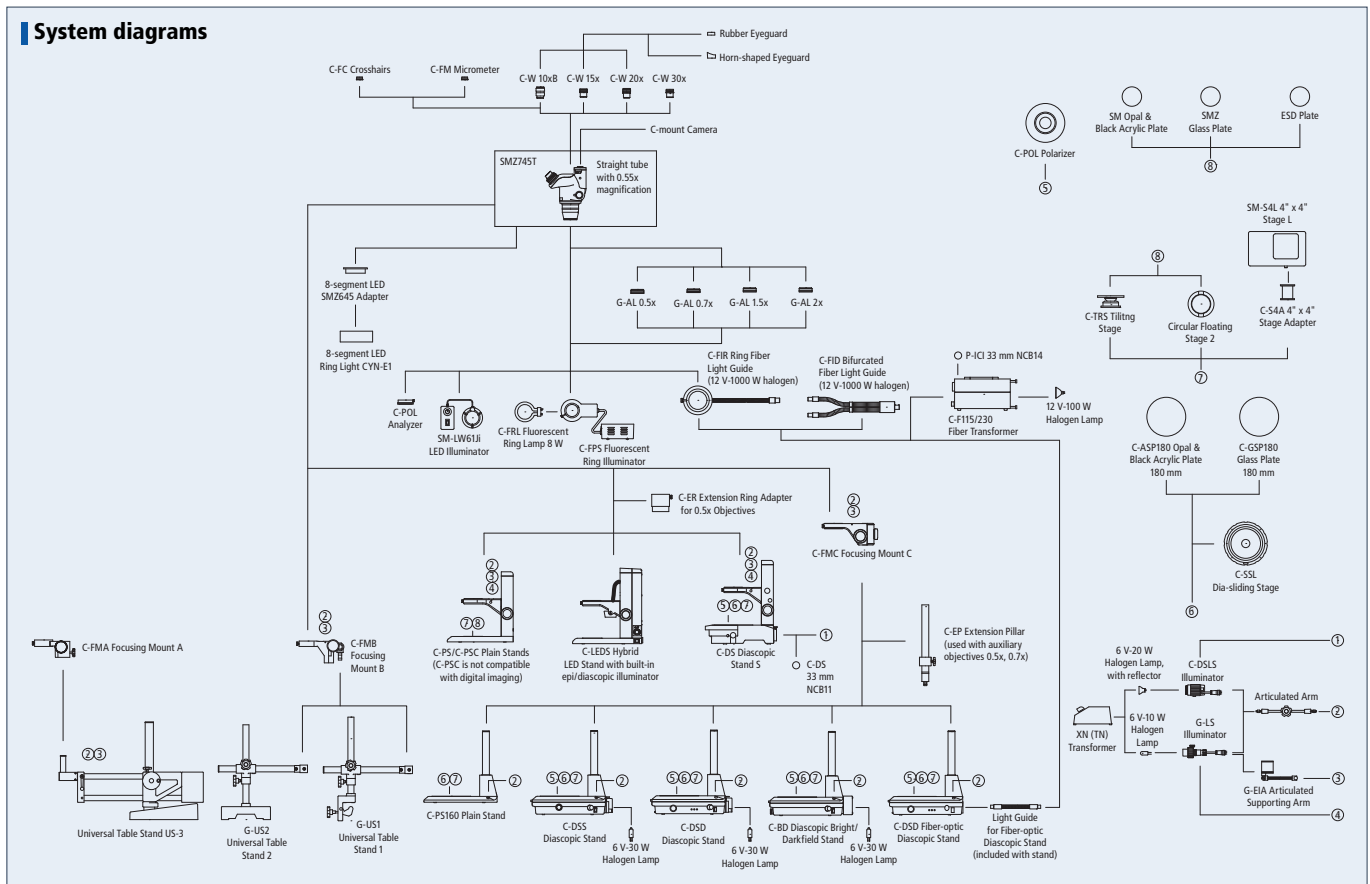 System diagrams
Rubber Eyeguard
Horn-shaped Eyeguard
C-FC Crosshairs
C-FM Micrometer
C-W 10xB
C-W 15x
C-W 20x
C-W 30x
C-mount Camera
SMZ745T
Straight tube
with 0.55x
magnification
C-POL Polarizer
⑤
SM Opal &
Black Acrylic Plate
SMZ
Glass Plate
ESD Plate
⑧
SM-S4L 4" x 4"
Stage L
⑧
C-TRS Tiltitng
Stage
Circular Floating
Stage 2
C-S4A 4" x 4"
Stage Adapter
⑦
8-segment LED
SMZ645 Adapter
8-segment LED
Ring Light CYN-E1
G-AL 0.5x
G-AL 0.7x
G-AL 1.5x
G-AL 2x
C-POL
Analyzer
SM-LW61Ji
LED Illuminator
C-FRL Fluorescent
Ring Lamp 8 W
C-FPS Fluorescent
Ring Illuminator
C-FIR Ring Fiber
Light Guide
(12 V-1000 W halogen)
C-FID Bifurcated
Fiber Light Guide
(12 V-1000 W halogen)
P-ICI 33 mm NCB14
C-F115/230
Fiber Transformer
12 V-100 W
Halogen Lamp
C-ASP180 Opal &
Black Acrylic Plate
180 mm
C-GSP180
Glass Plate
180 mm
C-SSL
Dia-sliding Stage
⑥
C-ER Extension Ring Adapter
for 0.5x Objectives
②
③
C-FMC Focusing Mount C
C-FMA Focusing Mount A
②
③
C-FMB
Focusing
Mount B
②
③
④
⑦⑧
C-PS/C-PSC Plain Stands
(C-PSC is not compatible
with digital imaging)
C-LEDS Hybrid
LED Stand with built-in
epi/diascopic illuminator
②
③
④
⑤⑥⑦
C-DS Diascopic
Stand S
①
C-DS
33 mm
NCB11
C-EP Extension Pillar
(used with auxiliary
objectives 0.5x, 0.7x)
②③
Universal Table Stand US-3
G-US2
Universal Table
Stand 2
G-US1
Universal Table
Stand 1
⑥⑦
②
C-PS160 Plain Stand
⑤⑥⑦
②
C-DSS
Diascopic Stand
6 V-30 W
Halogen Lamp
⑤⑥⑦
②
C-DSD
Diascopic Stand
6 V-30 W
Halogen Lamp
⑤⑥⑦
②
C-BD Diascopic Bright/
Darkfield Stand
6 V-30 W
Halogen Lamp
⑤⑥⑦
②
C-DSD Fiber-optic
Diascopic Stand
Light Guide
for Fiber-optic
Diascopic Stand
(included with stand)
XN (TN)
Transformer
6 V-20 W
Halogen Lamp,
with reflector
C-DSLS
Illuminator
6 V-10 W
Halogen
Lamp
G-LS
Illuminator
①
Articulated Arm
②
③
G-EIA Articulated
Supporting Arm
④